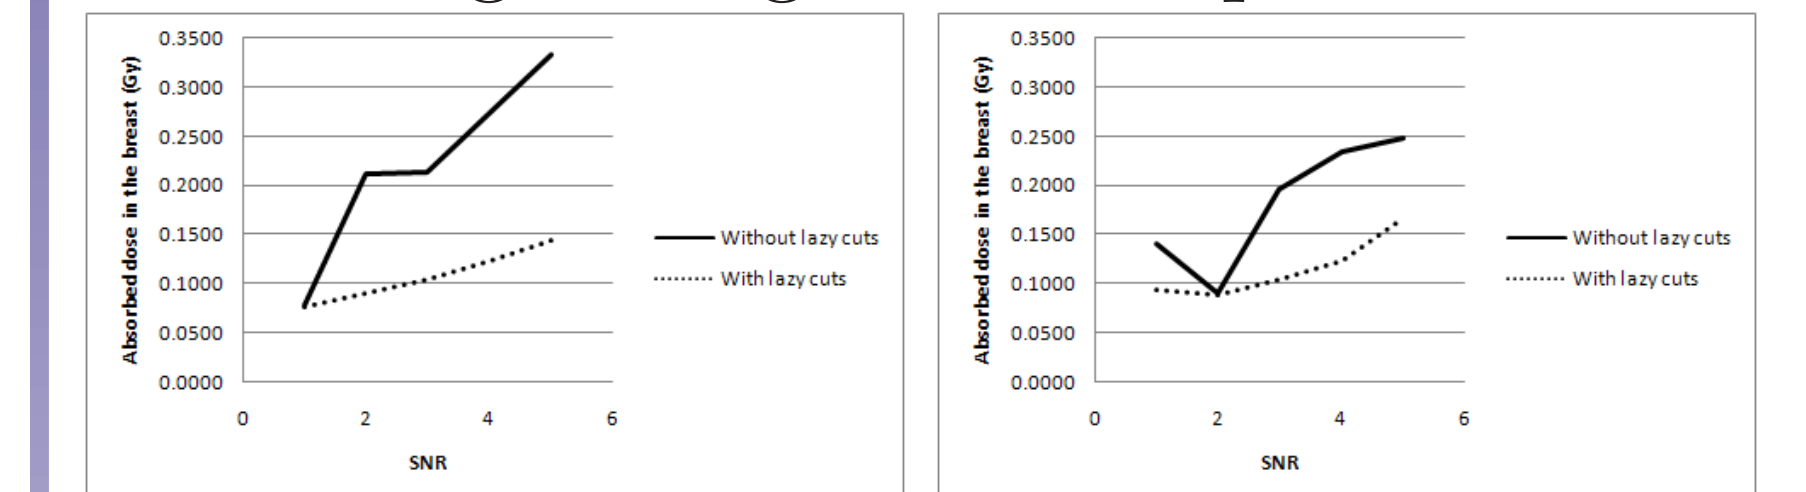 0.3500
0.3000
0.2500
0.2000
0.1500
0.1000
0.0500
0.0000
Absorbed dose in the breast (Gy)
0 2 4 6
SNR
Without lazy cuts
With lazy cuts
0.3500
0.3000
0.2500
0.2000
0.1500
0.1000
0.0500
0.0000
Absorbed dose in the breast (Gy)
0 2 4 6
SNR
Without lazy cuts
With lazy cuts